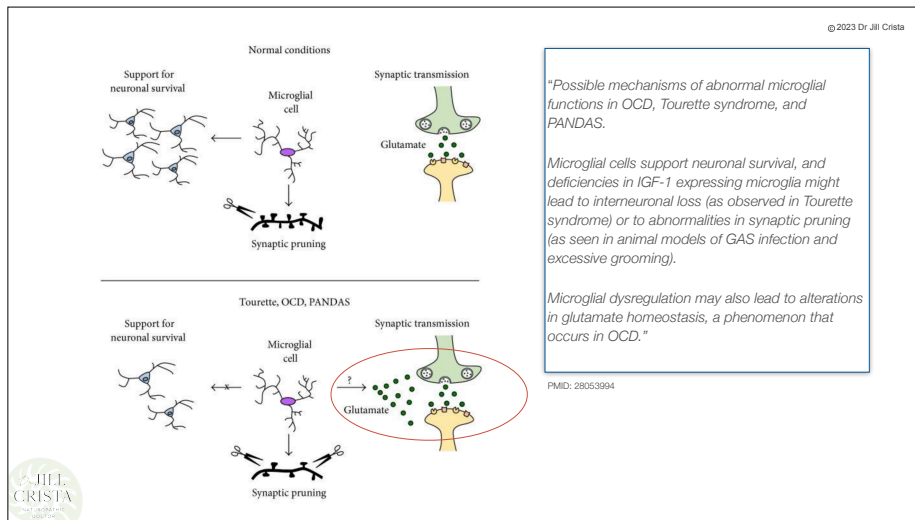 © 2023 Dr Jill Crista
Normal conditions
Support for
neuronal survival
Microglial
cell
Synaptic transmission
Glutamate
Synaptic pruning
Tourette, OCD, PANDAS
Support for
neuronal survival
Microglial
cell
Synaptic transmission
x
?
Glutamate
Synaptic pruning
“Possible mechanisms of abnormal microglial
functions in OCD, Tourette syndrome, and
PANDAS.
Microglial cells support neuronal survival, and
deficiencies in IGF-1 expressing microglia might
lead to interneuronal loss (as observed in Tourette
syndrome) or to abnormalities in synaptic pruning
(as seen in animal models of GAS infection and
excessive grooming).
Microglial dysregulation may also lead to alterations
in glutamate homeostasis, a phenomenon that
occurs in OCD.”
PMID: 28053994
JILL
CRISTA
NATUROPATHIC
DOCTOR